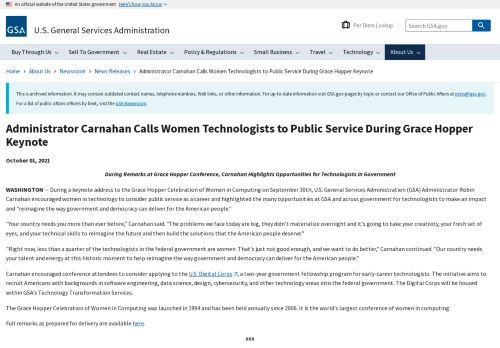 An official website of the United States government Here's how you know
GSA U.S. General Services Administration
Per Diem Lookup
Search GSA.gov
Buy Through Us Sell To Government Real Estate Policy & Regulations Small Business Travel Technology About Us
Home › About Us › Newsroom › News Releases › Administrator Carnahan Calls Women Technologists to Public Service During Grace Hopper Keynote
This is archived information. It may contain outdated contact names, telephone numbers, Web links, or other information. For up-to-date information visit GSA.gov pages by topic or contact our Office of Public Affairs at press@gsa.gov.
For a list of public affairs officers by beat, visit the GSA Newsroom.
Administrator Carnahan Calls Women Technologists to Public Service During Grace Hopper
Keynote
October 01, 2021
During Remarks at Grace Hopper Conference, Carnahan Highlights Opportunities for Technologists in Government
WASHINGTON -- During a keynote address to the Grace Hopper Celebration of Women in Computing on September 30th, U.S. General Services Administration (GSA) Administrator Robin
Carnahan encouraged women in technology to consider public service as a career and highlighted the many opportunities at GSA and across government for technologists to make an impact
and "reimagine the way government and democracy can deliver for the American people."
"Your country needs you more than ever before," Carnahan said. "The problems we face today are big, they didn't materialize overnight and it's going to take your creativity, your fresh set of
eyes, and your technical skills to reimagine the future and then build the solutions that the American people deserve."
"Right now, less than a quarter of the technologists in the federal government are women. That's just not good enough, and we want to do better," Carnahan continued. "Our country needs
your talent and energy at this historic moment to help reimagine the way government and democracy can deliver for the American people."
Carnahan encouraged conference attendees to consider applying to the U.S. Digital Corps, a two-year government fellowship program for early-career technologists. The initiative aims to
recruit Americans with backgrounds in software engineering, data science, design, cybersecurity, and other technology areas into the federal government. The Digital Corps will be housed
within GSA's Technology Transformation Services.
The Grace Hopper Celebration of Women in Computing was launched in 1994 and has been held annually since 2006. It is the world's largest conference of women in computing.
Full remarks as prepared for delivery are available here.
###